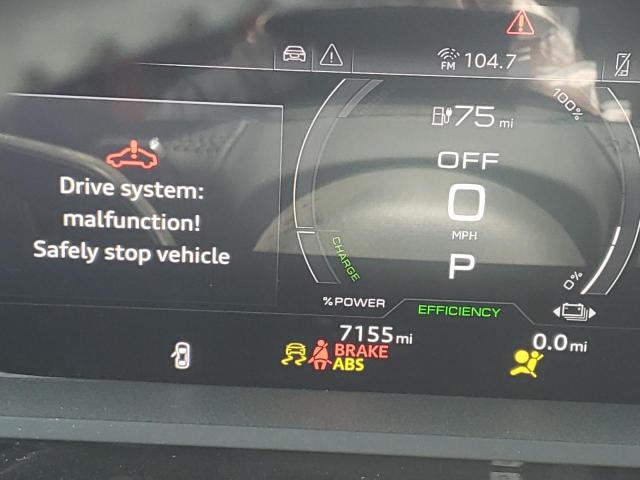 FM 104.7
100%
75 mi
OFF
0
MPH
P
Drive system:
malfunction!
Safely stop vehicle
CHARGE
0%
%POWER
EFFICIENCY
7155 mi
0.0 mi
BRAKE
ABS